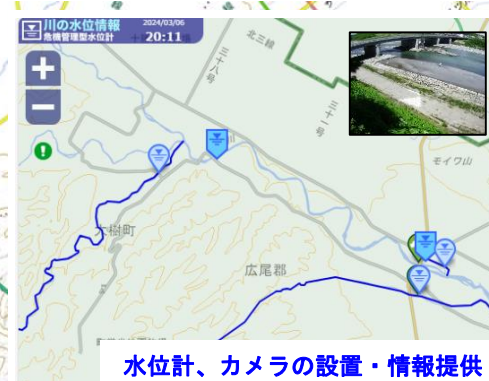 川の水位情報
危機管理型水位計
2024/03/06
20:11
北三線
三十八号
三十一号
モイワ山
大樹町
広尾郡
水位計、カメラの設置・情報提供